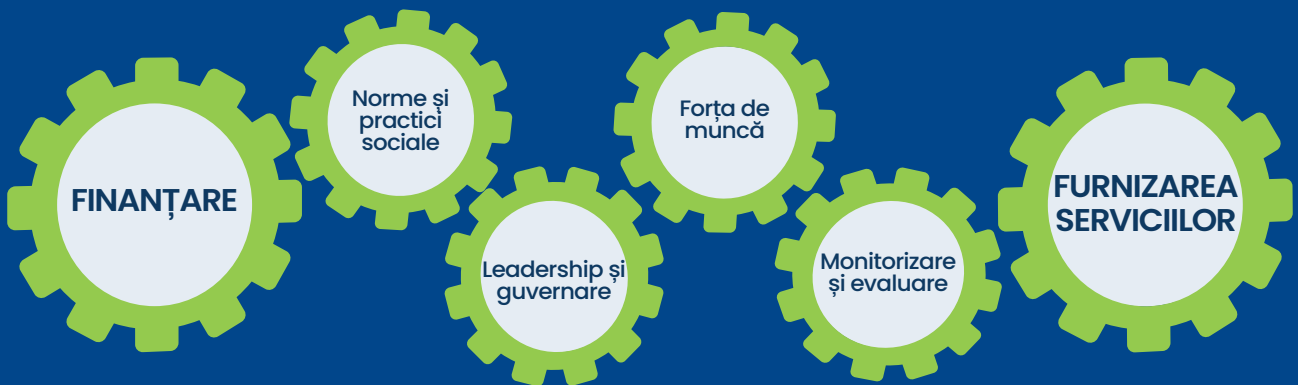 FINANȚARE
Norme și
practici
sociale
Leadership și
guvernare
Forța de
muncă
Monitorizare
și evaluare
FURNIZAREA
SERVICIILOR